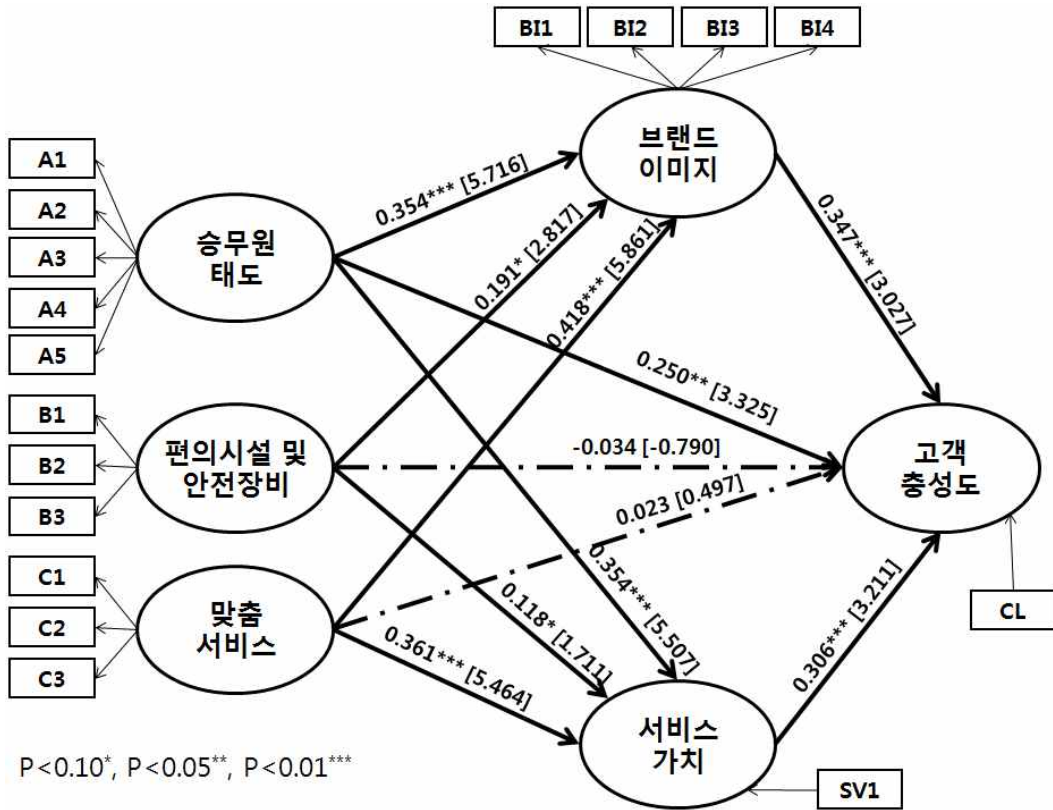 BI1
BI2
BI3
BI4
브랜드
이미지
A1
A2
A3
A4
A5
승무원
태도
0.354*** [5.716]
0.191* [2.817]
0.418*** [5.861]
0.347*** [3.027]
0.250** [3.325]
B1
B2
B3
편의시설 및
안전장비
-0.034 [-0.790]
0.023 [0.497]
고객
충성도
CL
C1
C2
C3
맞춤
서비스
0.354*** [5.507]
0.118* [1.711]
0.361*** [5.464]
0.306*** [3.211]
서비스
가치
SV1
P<0.10*, P<0.05**, P<0.01***